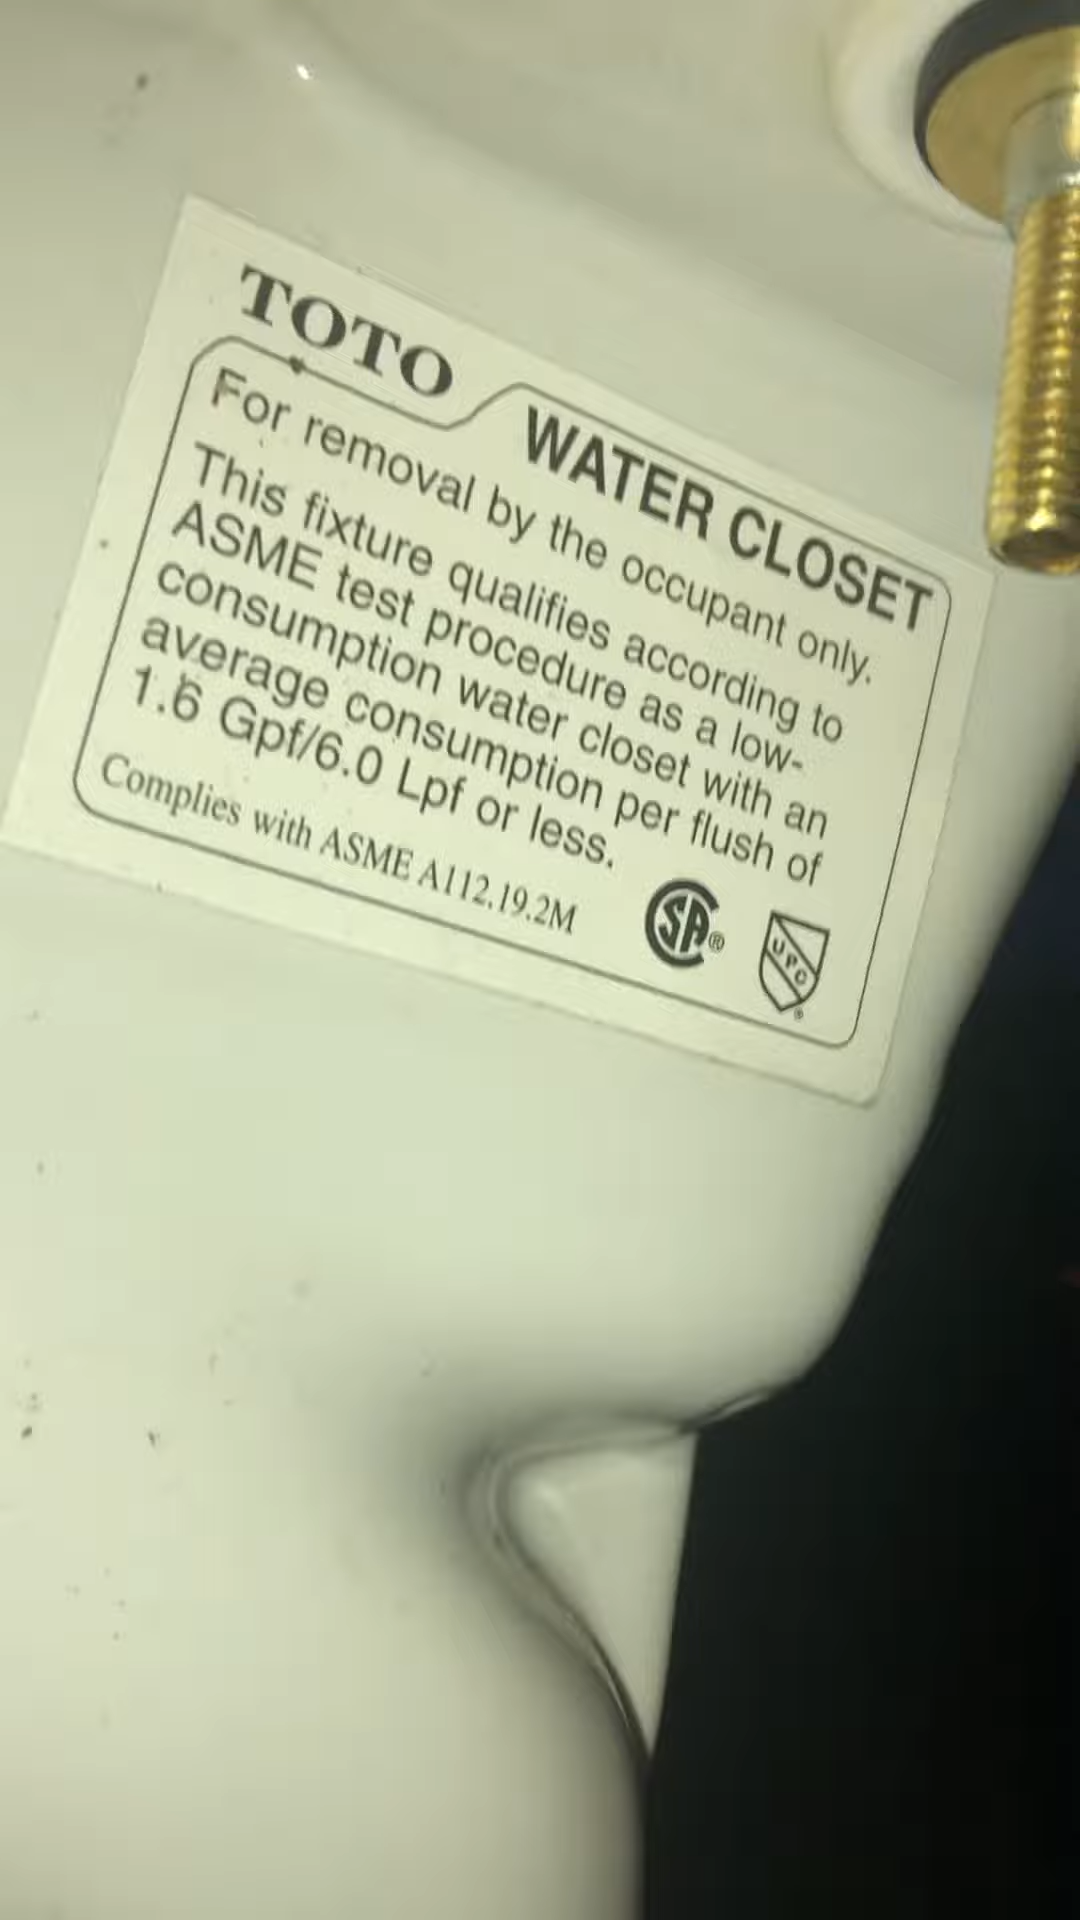 TOTO
WATER CLOSET
For removal by the occupant only.
This fixture qualifies according to
ASME test procedure as a low-
consumption water closet with an
average consumption per flush of
1.6 Gpf/6.0 Lpf or less.
Complies with ASME A112.19.2M
SA®
UPC®